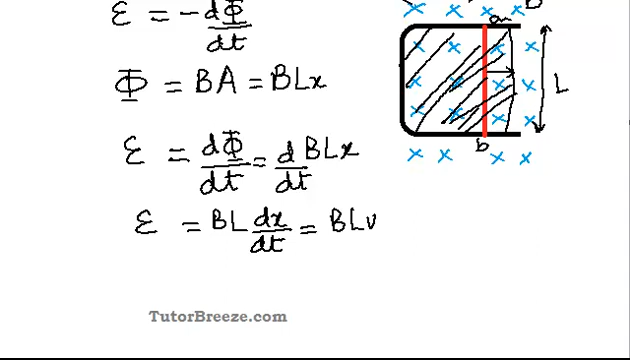 ε = - dΦ/dt
Φ = BA = BLx
ε = dΦ/dt = d/dt BLx
ε = BL dx/dt = BLv
a
B
L
b
TutorBreeze.com